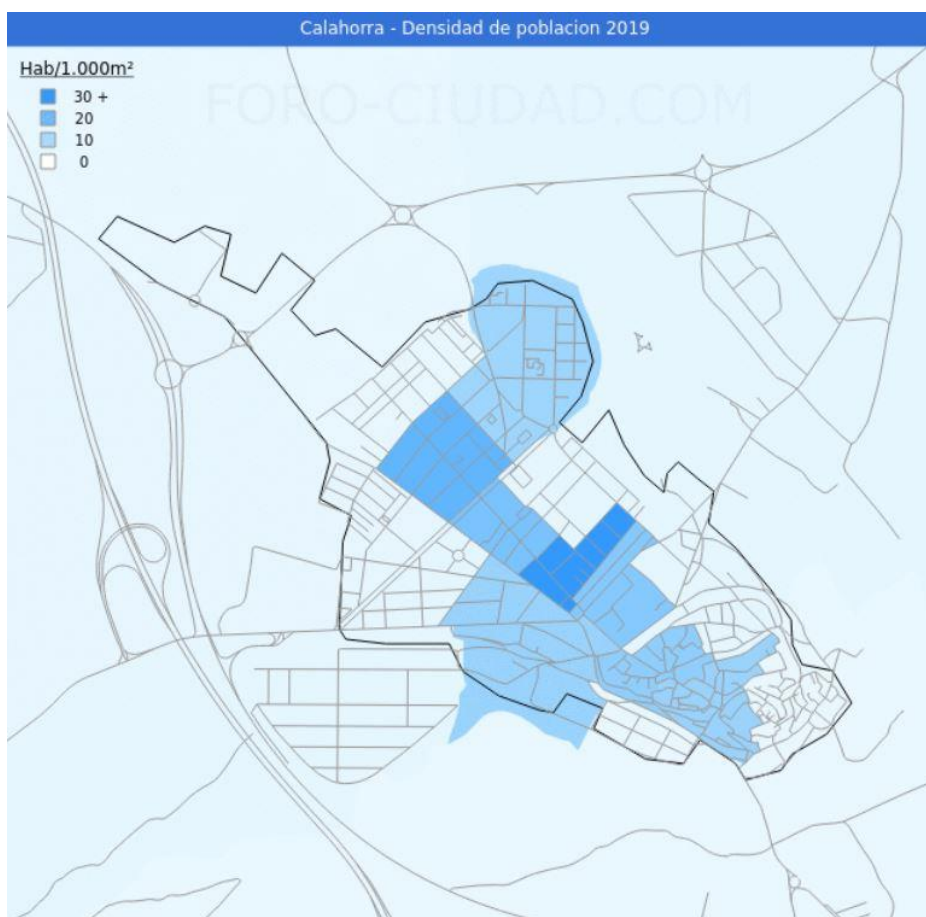 Calahorra - Densidad de poblacion 2019
Hab/1.000m²
FORO-CIUDAD.COM
30 +
20
10
0